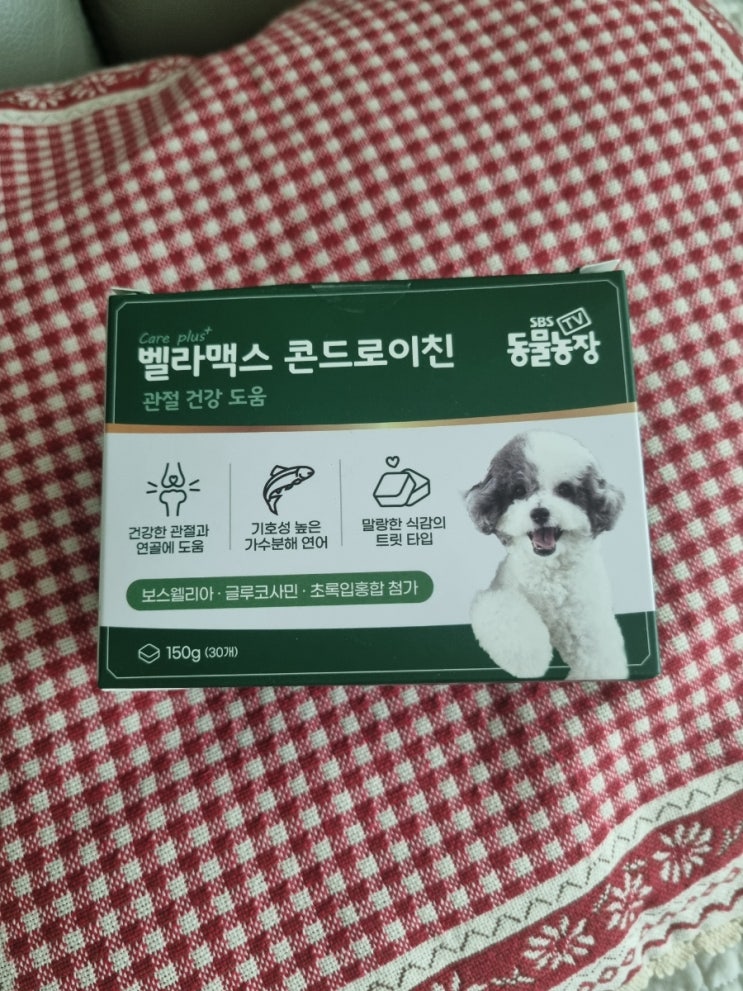 Care plus+
벨라맥스 콘드로이친
관절 건강 도움
SBS TV
동물농장
건강한 관절과
연골에 도움
기호성 높은
가수분해 연어
말랑한 식감의
트릿 타입
보스웰리아 · 글루코사민 · 초록입홍합 첨가
150g (30개)